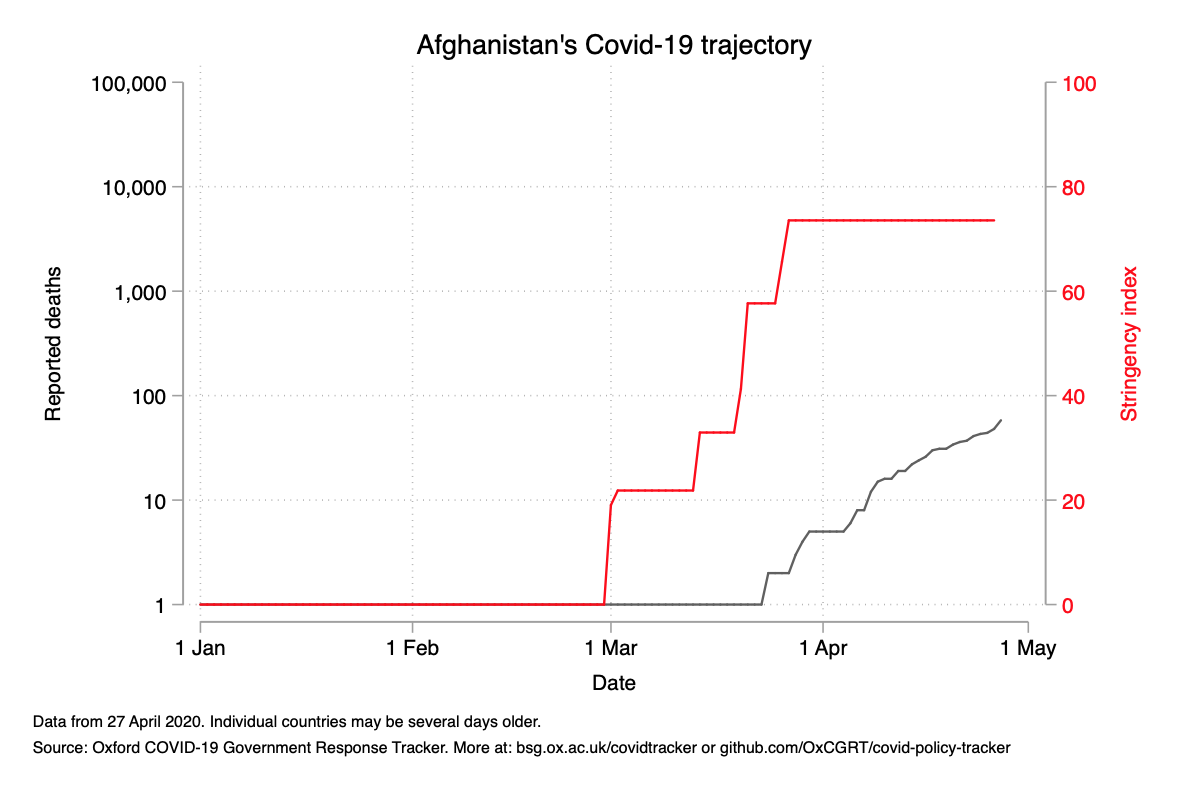 Afghanistan's Covid-19 trajectory
100,000
10,000
1,000
100
10
1
Reported deaths
100
80
60
40
20
0
Stringency index
1 Jan
1 Feb
1 Mar
1 Apr
1 May
Date
Data from 27 April 2020. Individual countries may be several days older.
Source: Oxford COVID-19 Government Response Tracker. More at: bsg.ox.ac.uk/covidtracker or github.com/OxCGRT/covid-policy-tracker